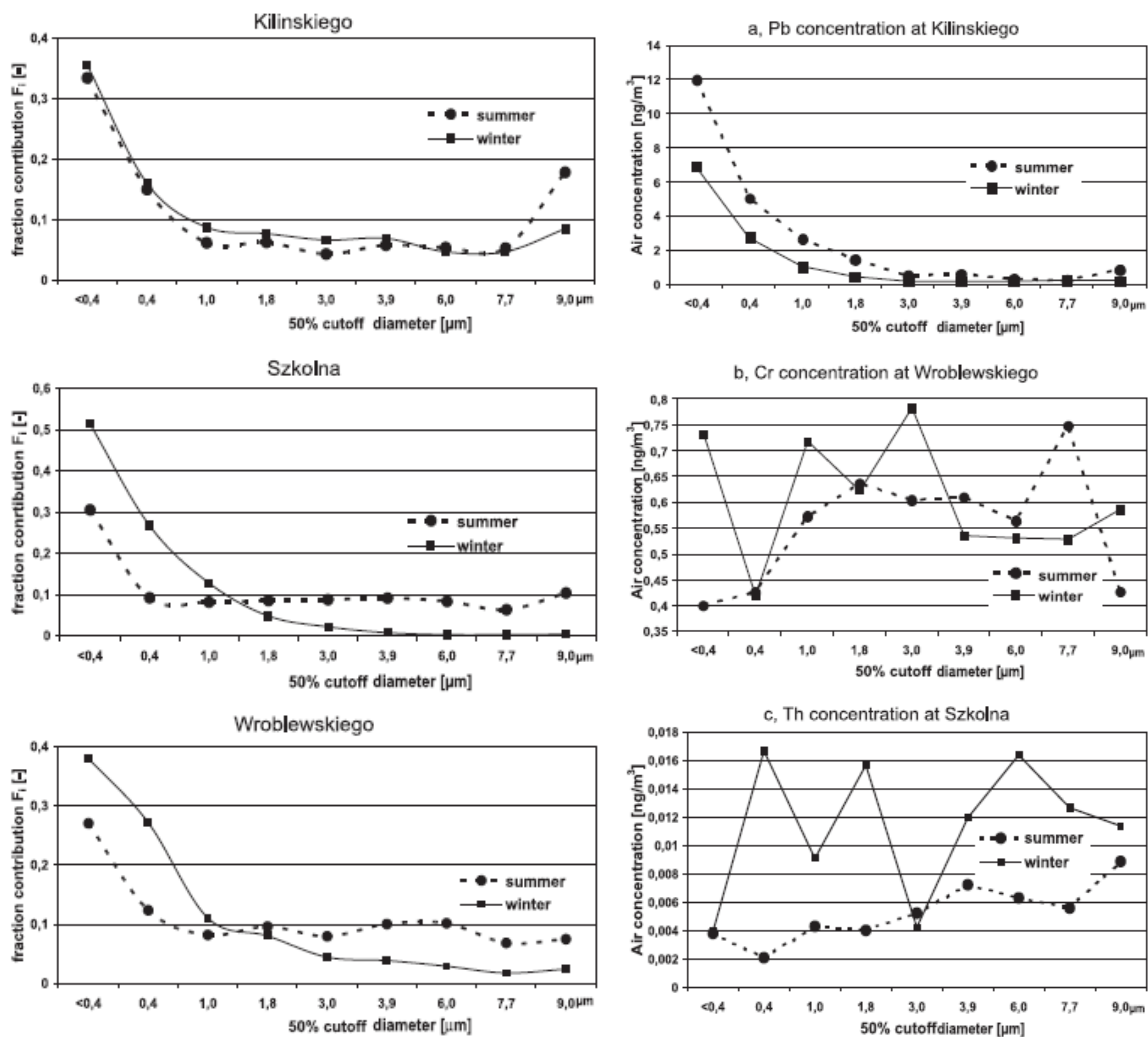 Kilinskiego
fraction conrtibution Fi [-]
0,4
0,3
0,2
0,1
0
summer
winter
<0,4 0,4 1,0 1,8 3,0 3,9 6,0 7,7 9,0µm
50% cutoff diameter [µm]
a, Pb concentration at Kilinskiego
Air concentration [ng/m³]
14
12
10
8
6
4
2
0
summer
winter
<0,4 0,4 1,0 1,8 3,0 3,9 6,0 7,7 9,0µm
50% cutoff diameter [µm]
Szkolna
fraction conrtibution Fi [-]
0,6
0,5
0,4
0,3
0,2
0,1
0
summer
winter
<0,4 0,4 1,0 1,8 3,0 3,9 6,0 7,7 9,0µm
50% cutoff diameter [µm]
b, Cr concentration at Wroblewskiego
Air concentration [ng/m³]
0,8
0,75
0,7
0,65
0,6
0,55
0,5
0,45
0,4
0,35
summer
winter
<0,4 0,4 1,0 1,8 3,0 3,9 6,0 7,7 9,0µm
50% cutoff diameter [µm]
Wroblewskiego
fraction contribution Fi [-]
0,4
0,3
0,2
0,1
0
summer
winter
<0,4 0,4 1,0 1,8 3,0 3,9 6,0 7,7 9,0µm
50% cutoff diameter [µm]
c, Th concentration at Szkolna
Air concentration [ng/m³]
0,018
0,016
0,014
0,012
0,01
0,008
0,006
0,004
0,002
0
summer
winter
<0,4 0,4 1,0 1,8 3,0 3,9 6,0 7,7 9,0µm
50% cutoffdiameter [µm]